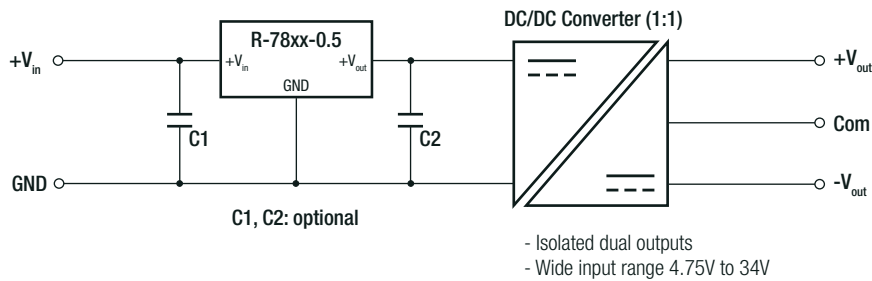 DC/DC Converter (1:1)
R-78xx-0.5
+Vin
+Vin
+Vout
GND
+Vout
C1
C2
Com
GND
-Vout
C1, C2: optional
- Isolated dual outputs
- Wide input range 4.75V to 34V